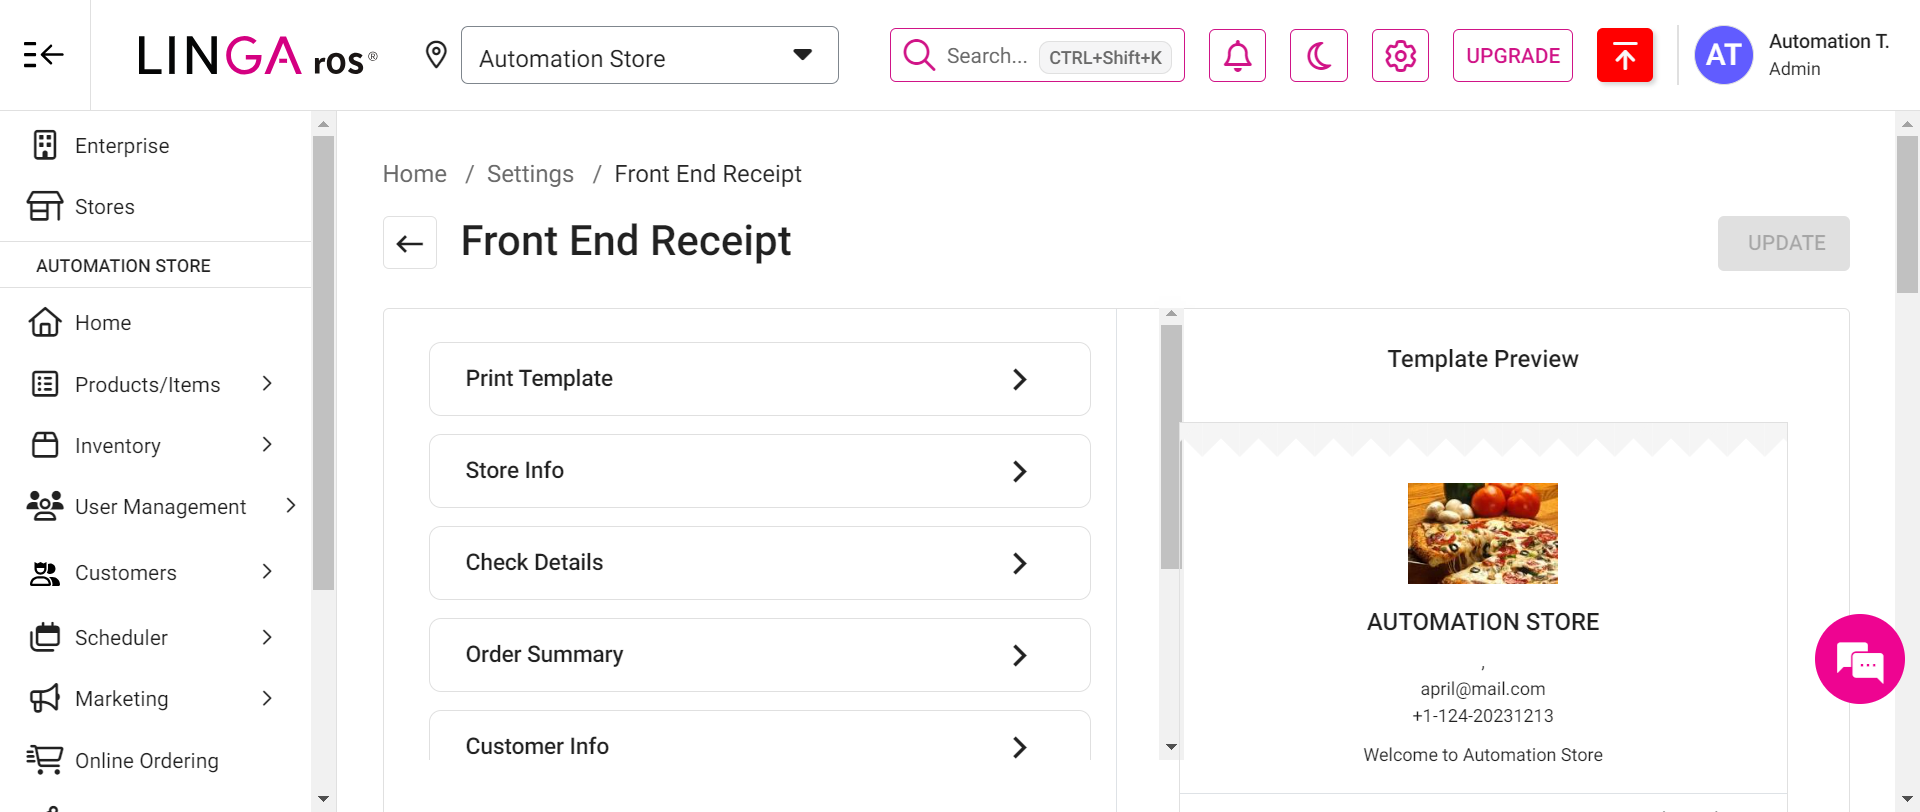 LINGA ros®
Automation Store
Search... CTRL+Shift+K
UPGRADE
AT
Automation T.
Admin
Enterprise
Stores
AUTOMATION STORE
Home
Products/Items
Inventory
User Management
Customers
Scheduler
Marketing
Online Ordering
Home / Settings / Front End Receipt
Front End Receipt
UPDATE
Print Template
Store Info
Check Details
Order Summary
Customer Info
Template Preview
AUTOMATION STORE
,
april@mail.com
+1-124-20231213
Welcome to Automation Store